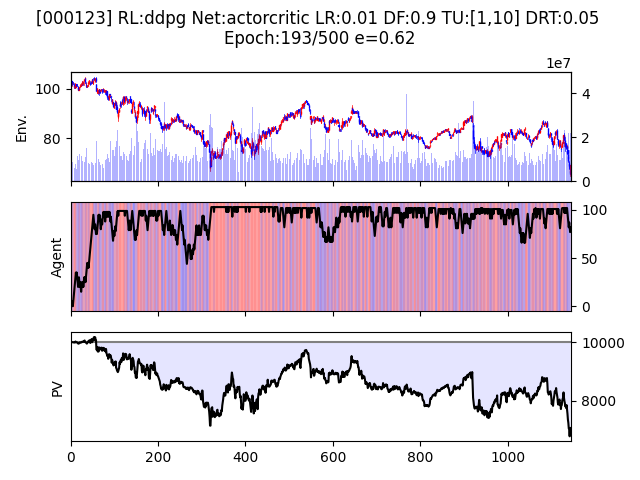 [000123] RL:ddpg Net:actorcritic LR:0.01 DF:0.9 TU:[1,10] DRT:0.05
Epoch:193/500 e=0.62
1e7
Env.
100
80
4
2
0
Agent
100
50
0
PV
10000
8000
0 200 400 600 800 1000